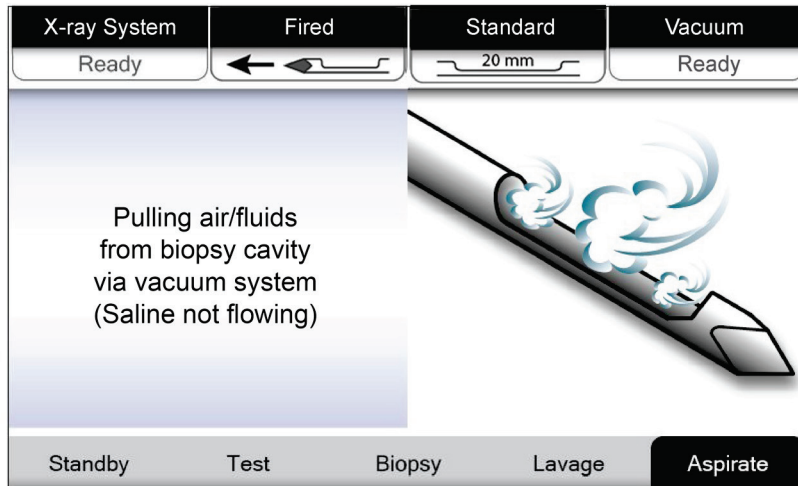 X-ray System Fired Standard Vacuum
Ready 20 mm Ready
Pulling air/fluids
from biopsy cavity
via vacuum system
(Saline not flowing)
Standby Test Biopsy Lavage Aspirate